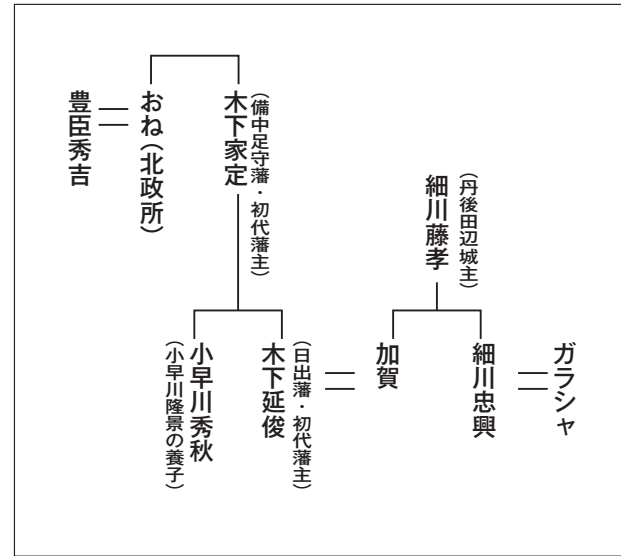 ガラシャ
細川忠興
(丹後田辺城主)
細川藤孝
加賀
(備中足守藩・初代藩主)
木下家定
(日出藩・初代藩主)
木下延俊
小早川秀秋
(小早川隆景の養子)
おね(北政所)
豊臣秀吉